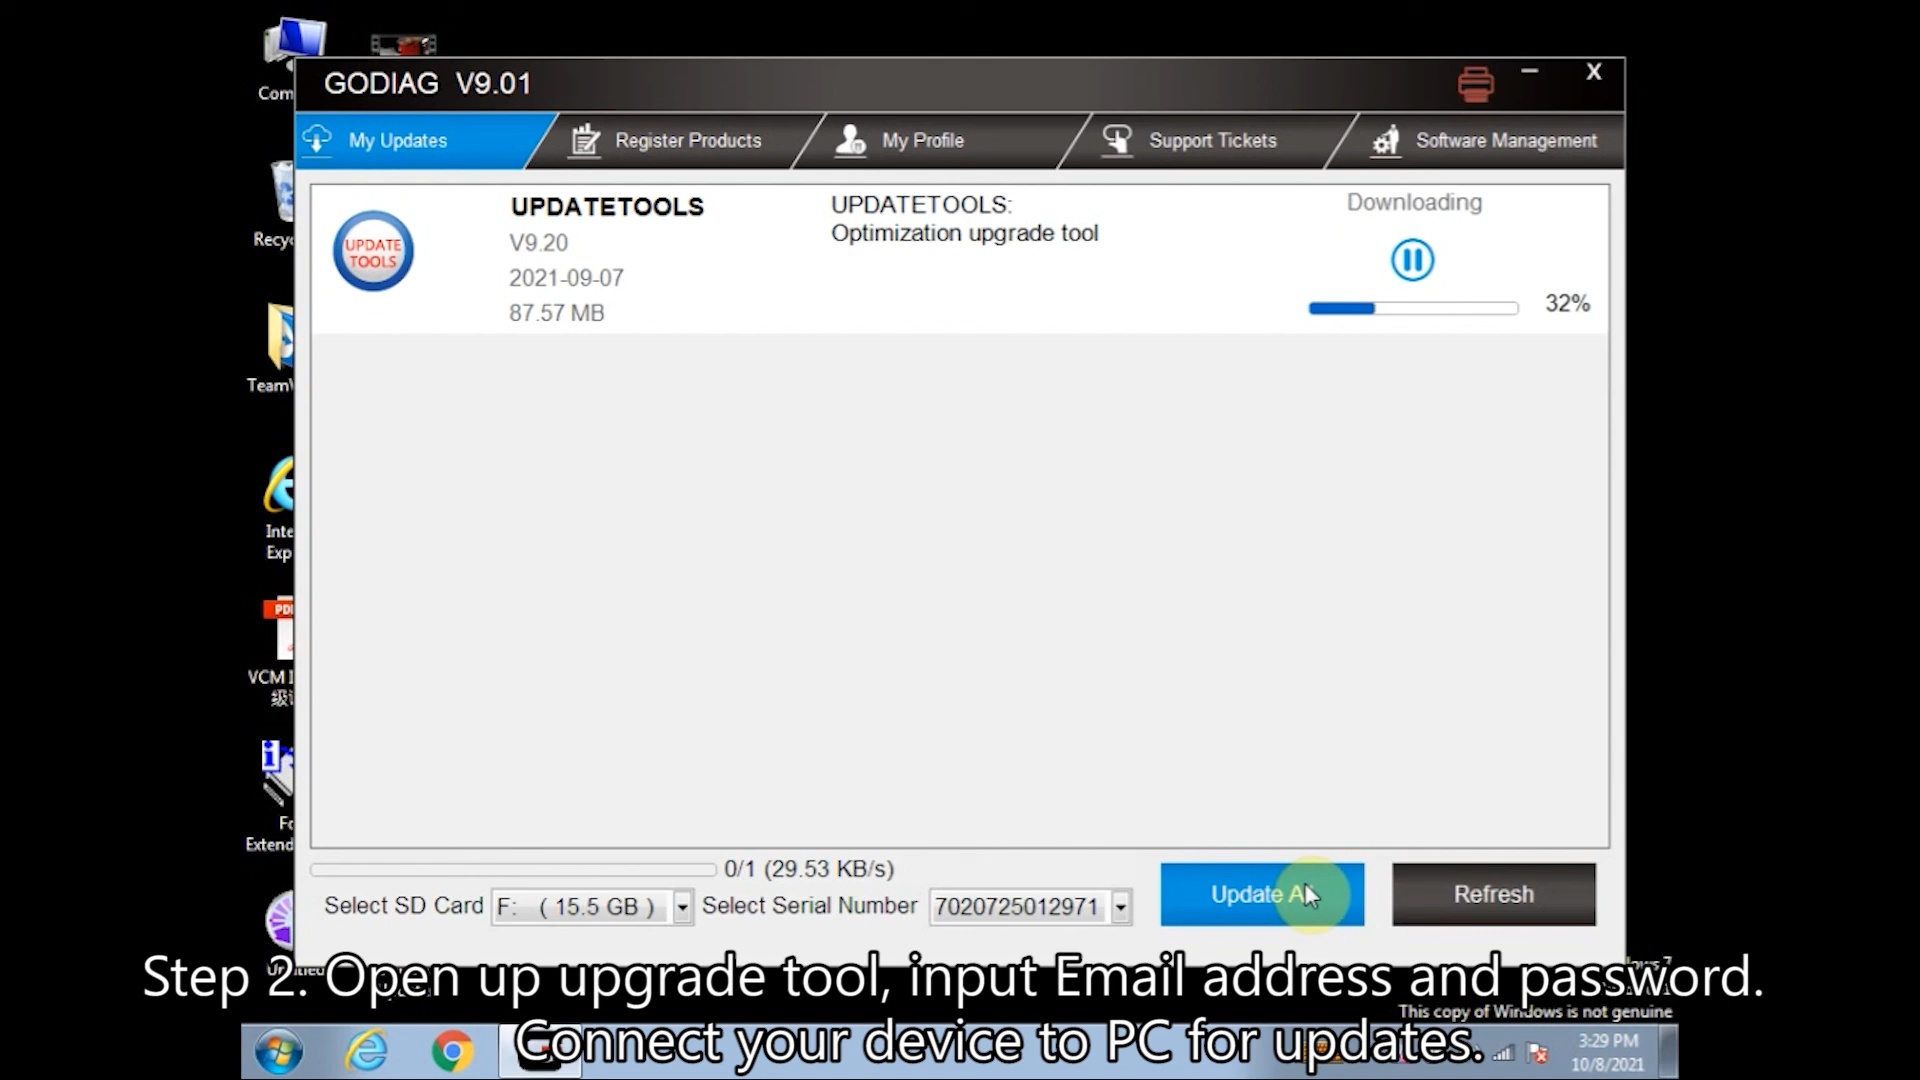 GODIAG V9.01
My Updates
Register Products
My Profile
Support Tickets
Software Management
UPDATE
TOOLS
UPDATETOOLS
V9.20
2021-09-07
87.57 MB
UPDATETOOLS:
Optimization upgrade tool
Downloading
32%
0/1 (29.53 KB/s)
Select SD Card
F: ( 15.5 GB )
Select Serial Number
7020725012971
Update
Refresh
Com
Recyc
TeamV
Inte
Exp
PD
VCM I
Fo
Extend
Step 2: Open up upgrade tool, input Email address and password.
Connect your device to PC for updates.
This copy of Windows is not genuine
3:29 PM
10/8/2021